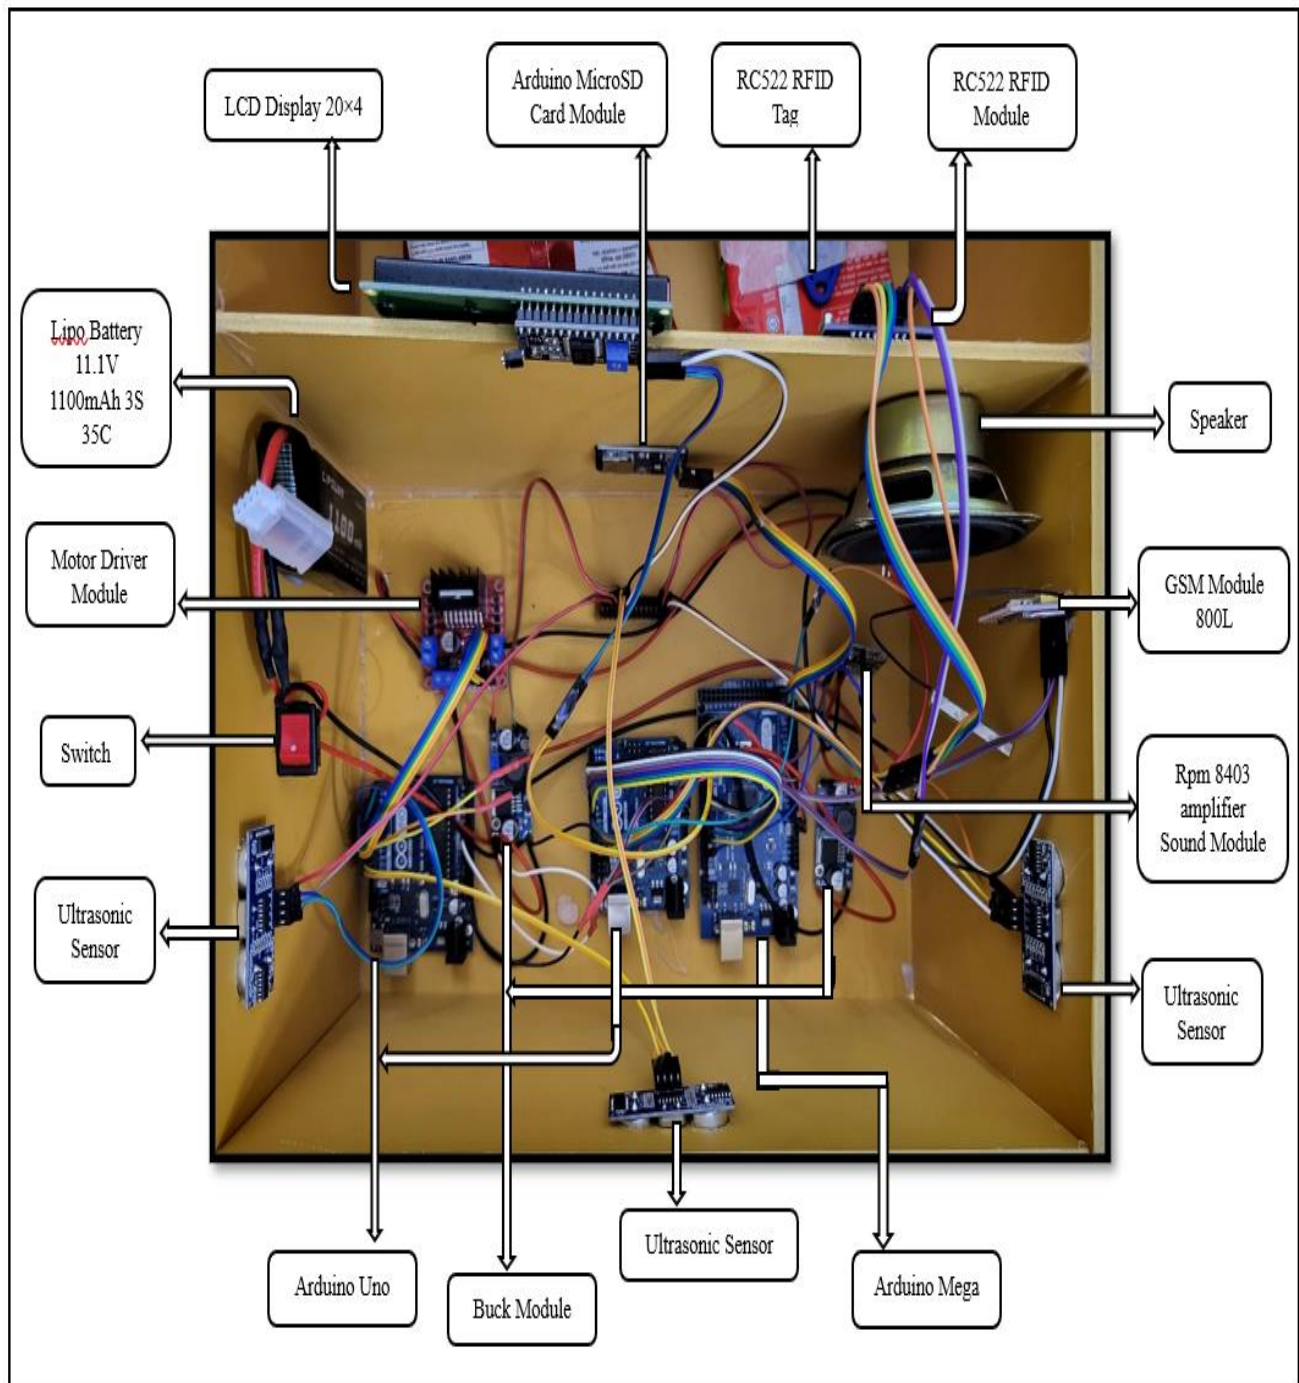 LCD Display 20×4
Arduino MicroSD
Card Module
RC522 RFID
Tag
RC522 RFID
Module
Lipo Battery
11.1V
1100mAh 3S
35C
Speaker
Motor Driver
Module
GSM Module
800L
Switch
Rpm 8403
amplifier
Sound Module
Ultrasonic
Sensor
Ultrasonic
Sensor
Ultrasonic Sensor
Arduino Uno
Buck Module
Arduino Mega
1100